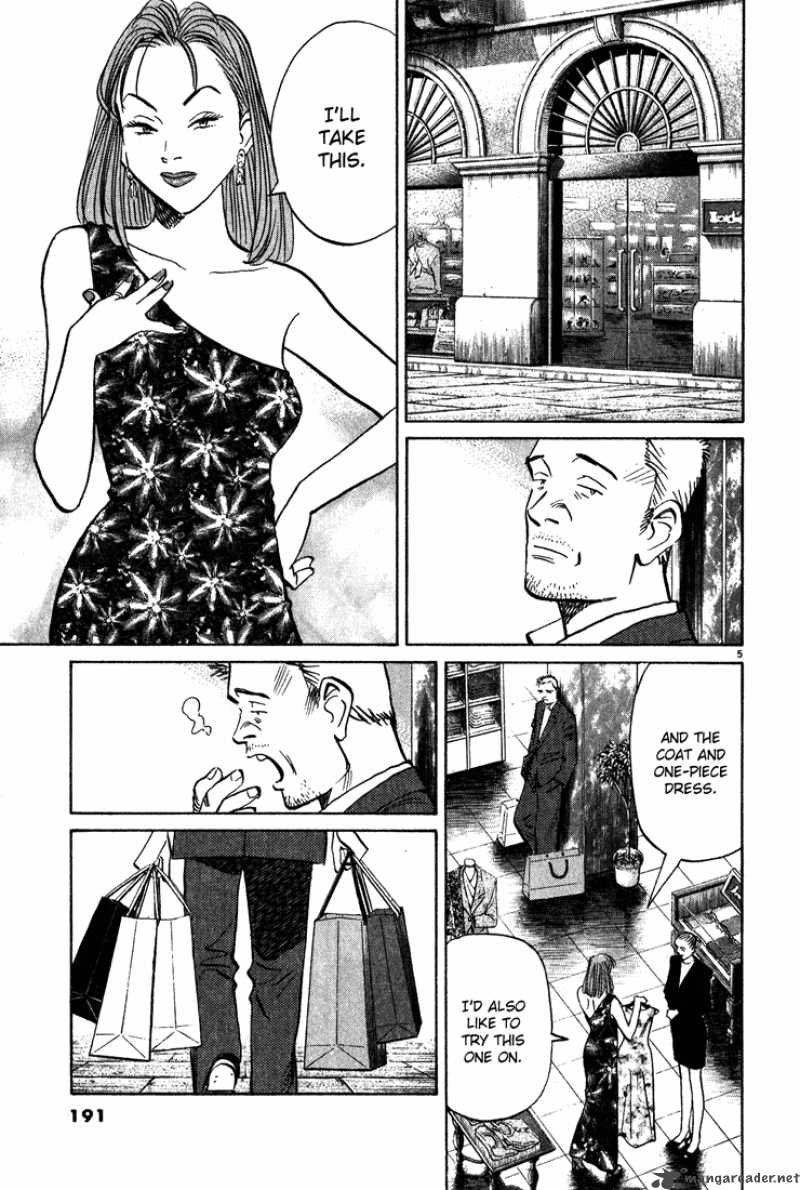 I'LL
TAKE
THIS.
5
AND THE
COAT AND
ONE-PIECE
DRESS.
I'D ALSO
LIKE TO
TRY THIS
ONE ON.
191
mangareader.net